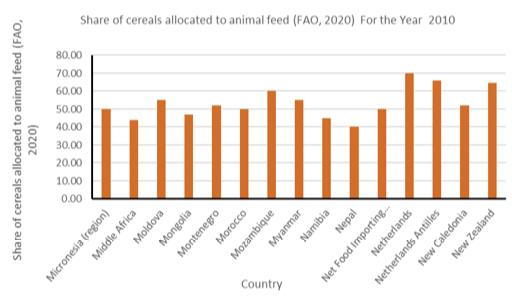 Share of cereals allocated to animal feed (FAO, 2020) For the Year 2010
Share of cereals allocated to animal feed (FAO,
2020)
80.00
70.00
60.00
50.00
40.00
30.00
20.00
10.00
0.00
Micronesia (region)
Middle Africa
Moldova
Mongolia
Montenegro
Morocco
Mozambique
Myanmar
Namibia
Nepal
Net Food Importing...
Netherlands
Netherlands Antilles
New Caledonia
New Zealand
Country